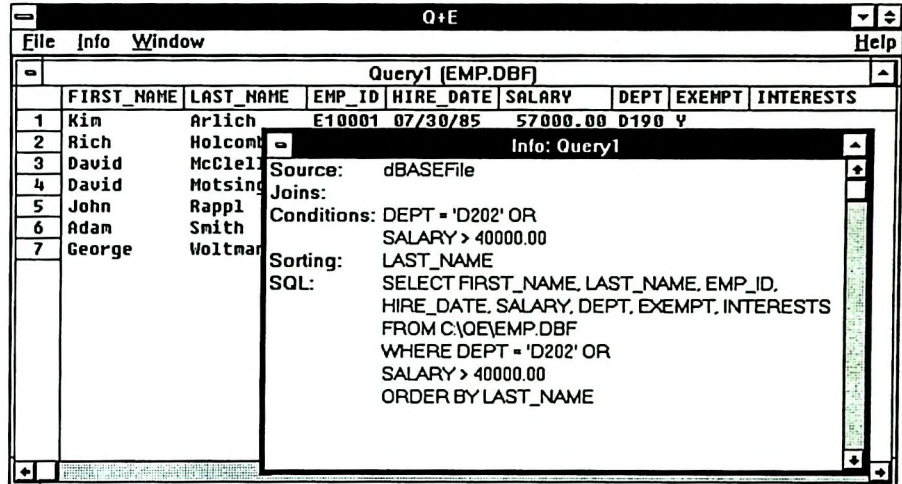 Q+E
File Info Window Help
Query1 (EMP.DBF)
FIRST_NAME LAST_NAME EMP_ID HIRE_DATE SALARY DEPT EXEMPT INTERESTS
1 Kim Arlich E10001 07/30/85 57000.00 D190 Y
2 Rich Holcomb
3 David McClell
4 David Motsing
5 John Rappl
6 Adam Smith
7 George Woltman
Info: Query1
Source: dBASEFile
Joins:
Conditions: DEPT = 'D202' OR
SALARY > 40000.00
Sorting: LAST_NAME
SQL: SELECT FIRST_NAME, LAST_NAME, EMP_ID,
HIRE_DATE, SALARY, DEPT, EXEMPT, INTERESTS
FROM C:\QE\EMP.DBF
WHERE DEPT = 'D202' OR
SALARY > 40000.00
ORDER BY LAST_NAME